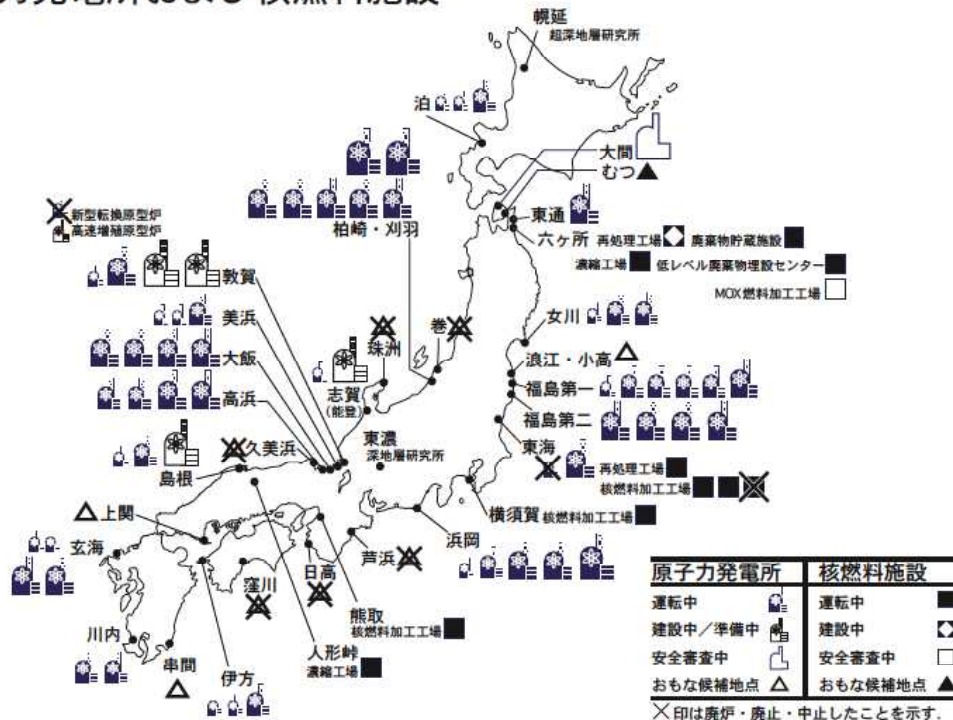 幌延
超深地層研究所
泊
大間
むつ
柏崎・刈羽
東通
六ヶ所 再処理工場 廃棄物貯蔵施設
濃縮工場 低レベル廃棄物埋設センター
MOX燃料加工工場
新型転換原型炉
高速増殖原型炉
敦賀
美浜
大飯
高浜
珠洲
巻
志賀
(能登)
女川
浪江・小高
福島第一
福島第二
東海
再処理工場
核燃料加工工場
東濃
深地層研究所
久美浜
島根
横須賀 核燃料加工工場
浜岡
上関
玄海
芦浜
日高
窪川
熊取
核燃料加工工場
人形峠
濃縮工場
川内
串間
伊方
原子力発電所 核燃料施設
運転中 運転中
建設中/準備中 建設中
安全審査中 安全審査中
おもな候補地点 おもな候補地点
×印は廃炉・廃止・中止したことを示す.